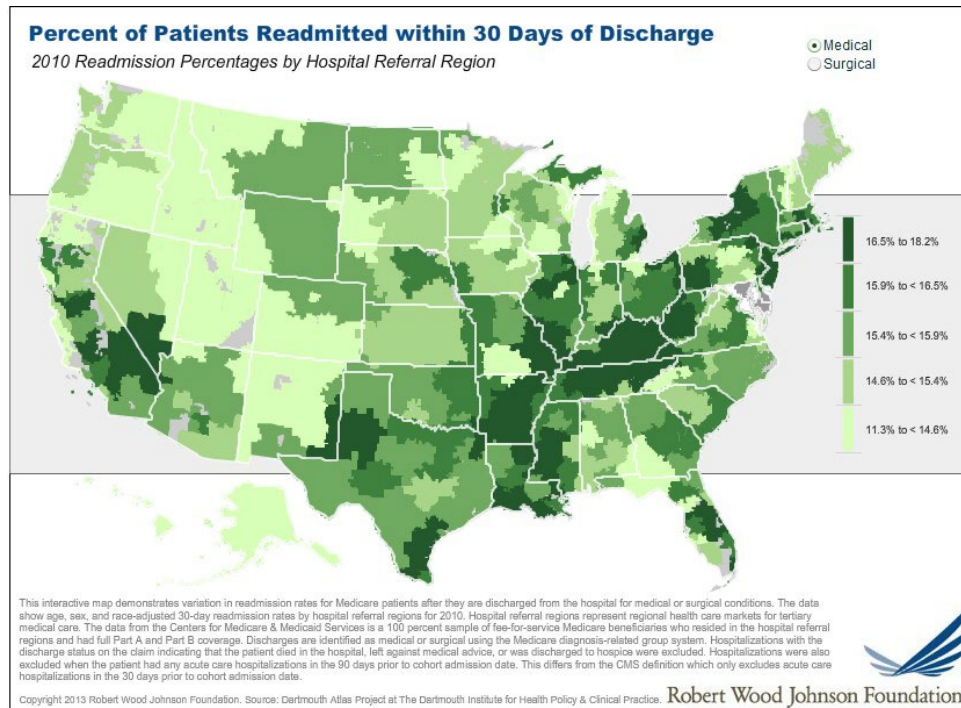 Percent of Patients Readmitted within 30 Days of Discharge
2010 Readmission Percentages by Hospital Referral Region
Medical
Surgical
16.5% to 18.2%
15.9% to < 16.5%
15.4% to < 15.9%
14.6% to < 15.4%
11.3% to < 14.6%
This interactive map demonstrates variation in readmission rates for Medicare patients after they are discharged from the hospital for medical or surgical conditions. The data
show age, sex, and race-adjusted 30-day readmission rates by hospital referral regions for 2010. Hospital referral regions represent regional health care markets for tertiary
medical care. The data from the Centers for Medicare & Medicaid Services is a 100 percent sample of fee-for-service Medicare beneficiaries who resided in the hospital referral
regions and had full Part A and Part B coverage. Discharges are identified as medical or surgical using the Medicare diagnosis-related group system. Hospitalizations with the
discharge status on the claim indicating that the patient died in the hospital, left against medical advice, or was discharged to hospice were excluded. Hospitalizations were also
excluded when the patient had any acute care hospitalizations in the 90 days prior to cohort admission date. This differs from the CMS definition which only excludes acute care
hospitalizations in the 30 days prior to cohort admission date.
Copyright 2013 Robert Wood Johnson Foundation. Source: Dartmouth Atlas Project at The Dartmouth Institute for Health Policy & Clinical Practice.
Robert Wood Johnson Foundation